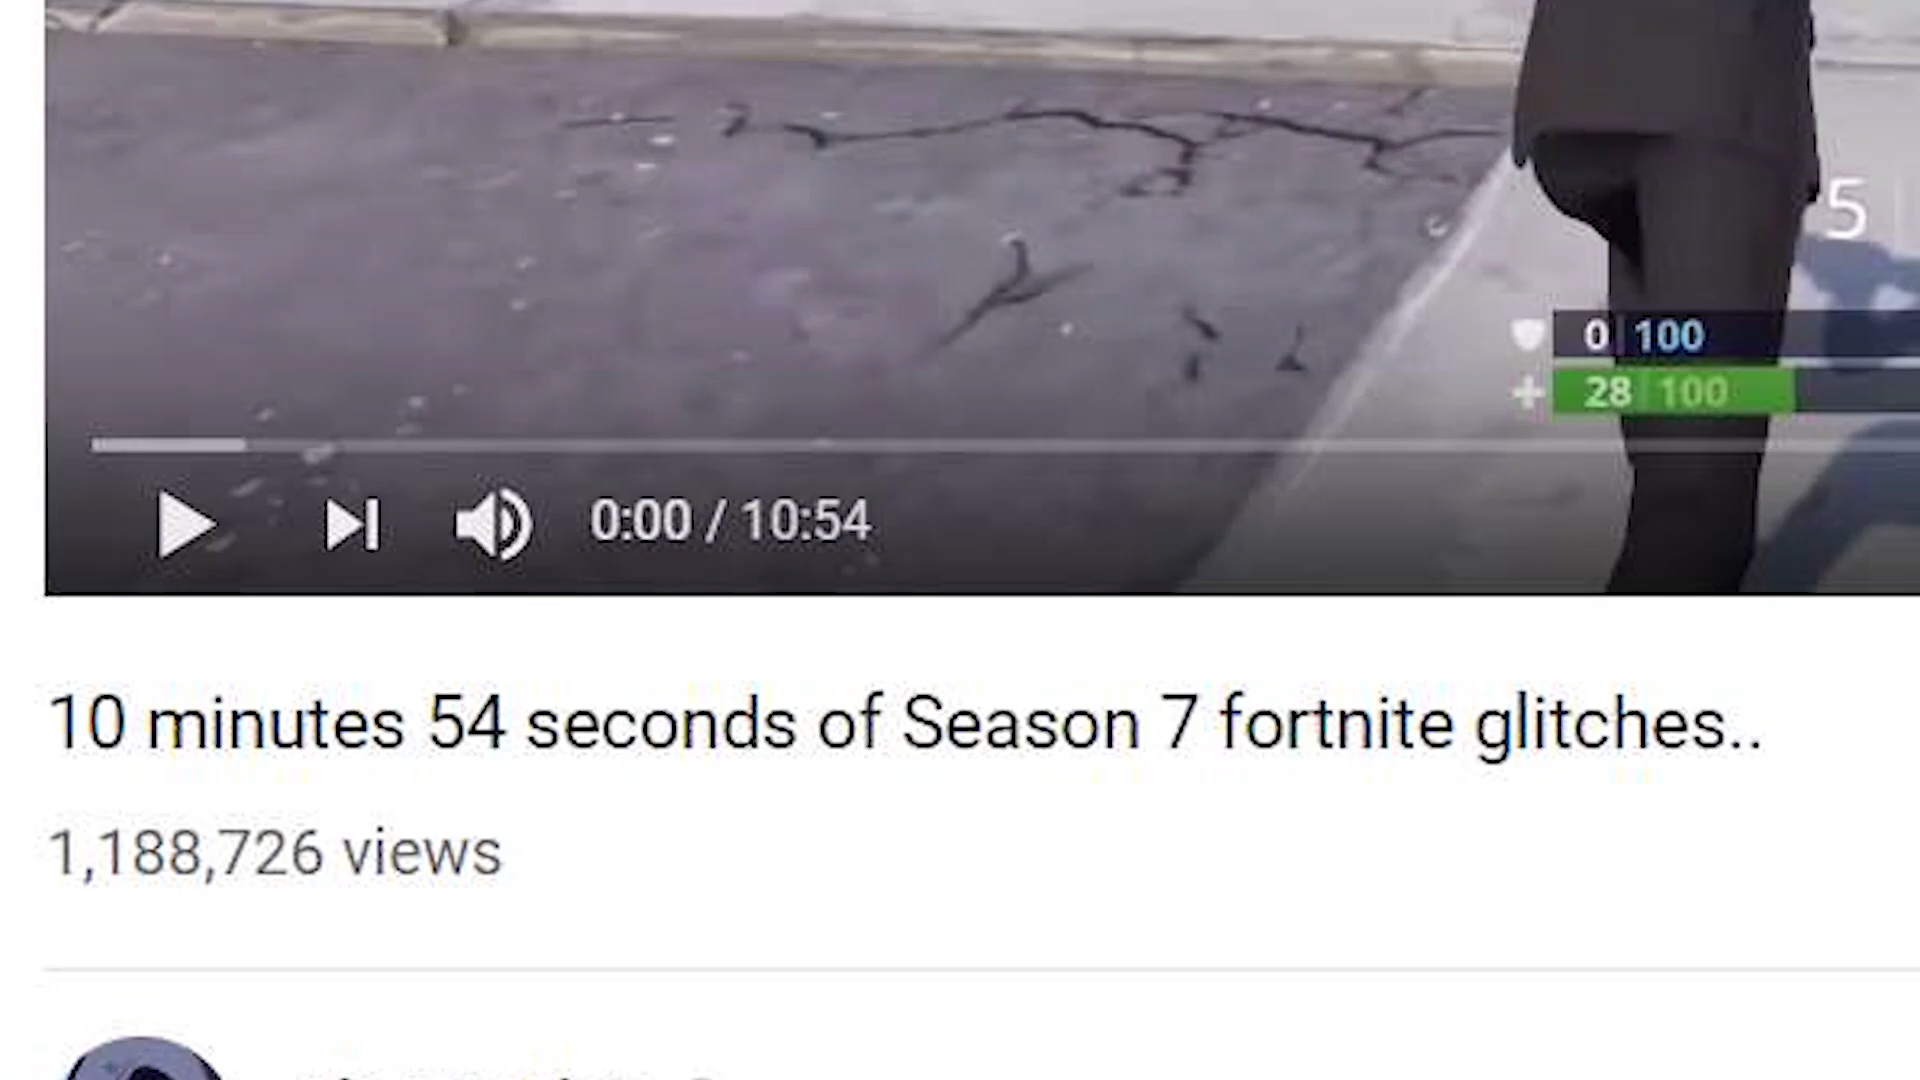 5
0 | 100
28 | 100
0:00 / 10:54
10 minutes 54 seconds of Season 7 fortnite glitches..
1,188,726 views